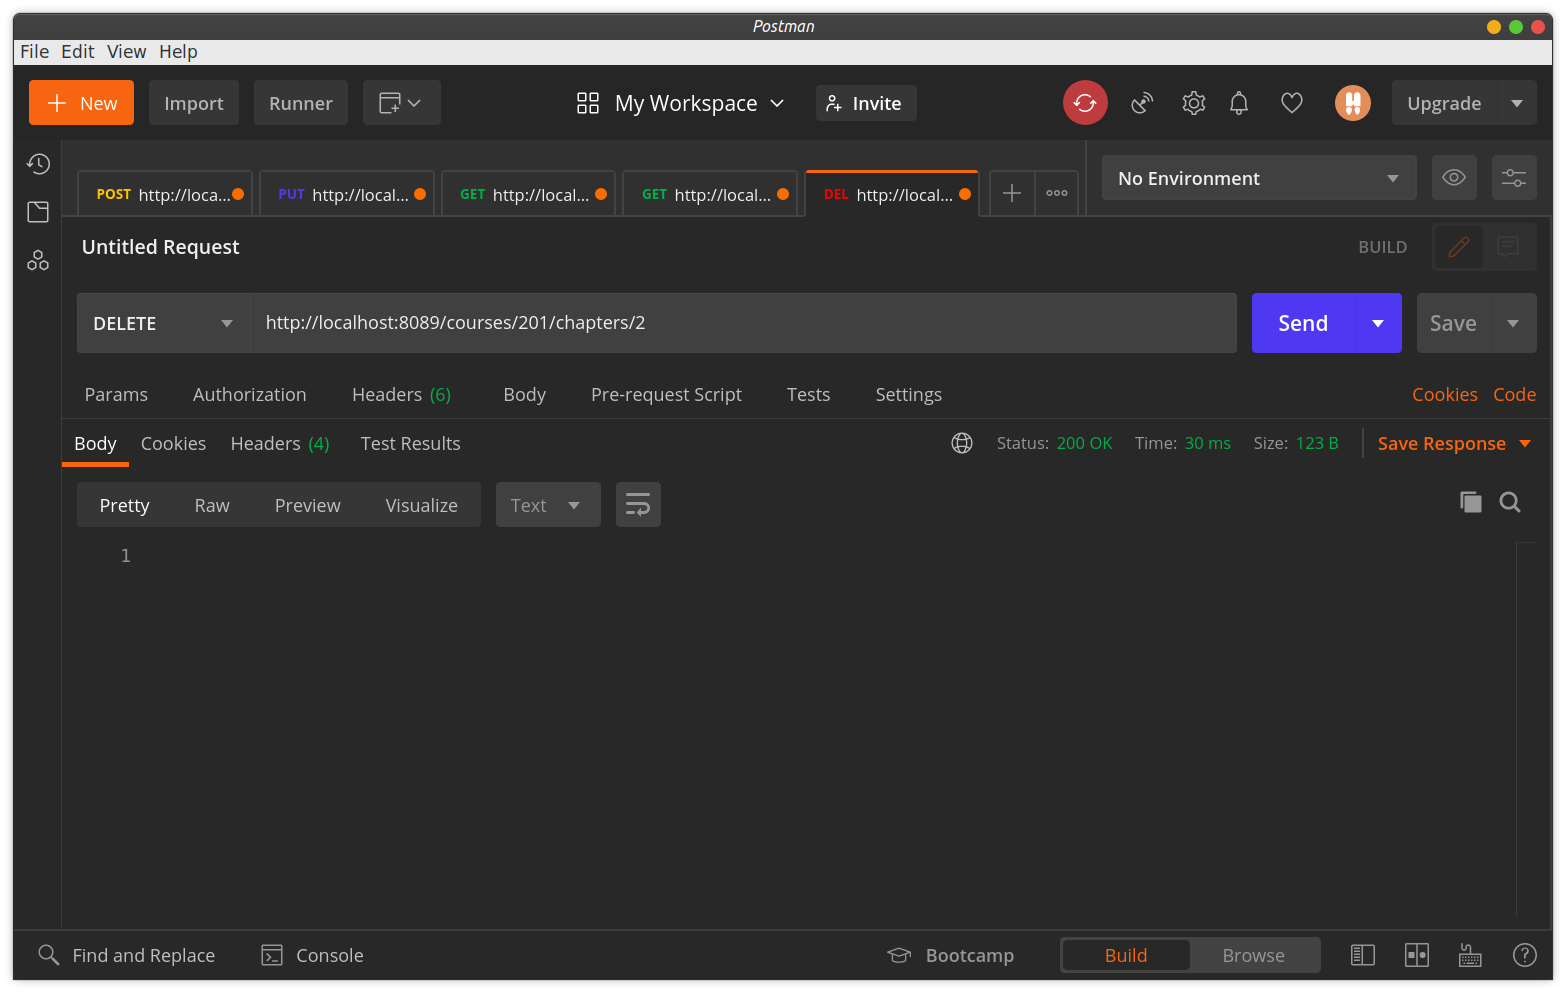 Postman
File Edit View Help
New Import Runner My Workspace Invite Upgrade
POST http://loca... PUT http://local... GET http://local... GET http://local... DEL http://local... No Environment
Untitled Request BUILD
DELETE http://localhost:8089/courses/201/chapters/2 Send Save
Params Authorization Headers (6) Body Pre-request Script Tests Settings Cookies Code
Body Cookies Headers (4) Test Results Status: 200 OK Time: 30 ms Size: 123 B Save Response
Pretty Raw Preview Visualize Text
1
Find and Replace Console Bootcamp Build Browse